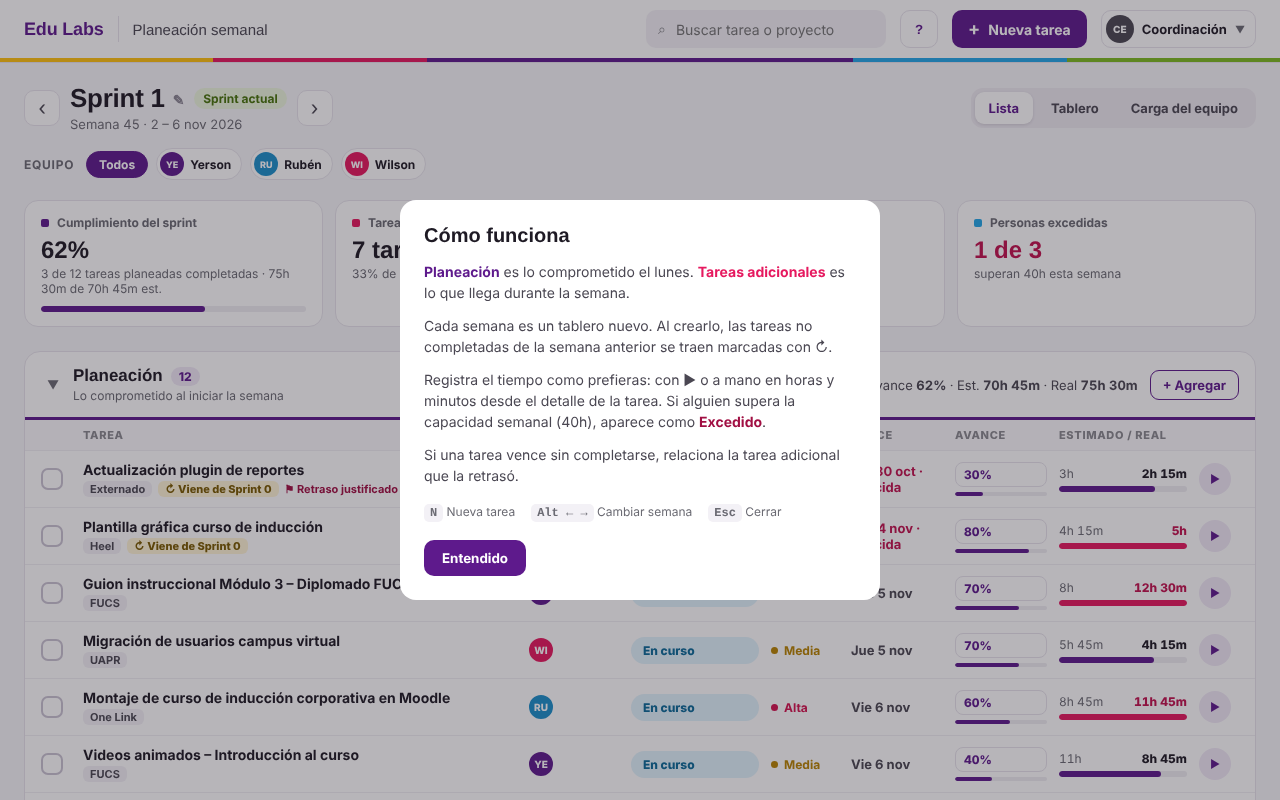 Edu Labs
Planeación semanal
Buscar tarea o proyecto
?
+ Nueva tarea
CE Coordinación ▼
‹
Sprint 1 ✎ Sprint actual
Semana 45 · 2 – 6 nov 2026
›
Lista Tablero Carga del equipo
EQUIPO Todos YE Yerson RU Rubén WI Wilson
Cumplimiento del sprint
62%
3 de 12 tareas planeadas completadas · 75h
30m de 70h 45m est.
7
33% de
Personas excedidas
1 de 3
superan 40h esta semana
Cómo funciona
Planeación es lo comprometido el lunes. Tareas adicionales es
lo que llega durante la semana.
Cada semana es un tablero nuevo. Al crearlo, las tareas no
completadas de la semana anterior se traen marcadas con ↻.
Registra el tiempo como prefieras: con ▶ o a mano en horas y
minutos desde el detalle de la tarea. Si alguien supera la
capacidad semanal (40h), aparece como Excedido.
Si una tarea vence sin completarse, relaciona la tarea adicional
que la retrasó.
N Nueva tarea Alt ← → Cambiar semana Esc Cerrar
Entendido
▼ Planeación 12
Lo comprometido al iniciar la semana
62% · Est. 70h 45m · Real 75h 30m
+ Agregar
TAREA
AVANCE
ESTIMADO / REAL
Actualización plugin de reportes
Externado ↻ Viene de Sprint 0 ⚑ Retraso justificado
30 oct ·
30%
3h 2h 15m
Plantilla gráfica curso de inducción
Heel ↻ Viene de Sprint 0
4 nov ·
80%
4h 15m 5h
Guion instruccional Módulo 3 – Diplomado FUCS
FUCS
5 nov
70%
8h 12h 30m
Migración de usuarios campus virtual
UAPR
WI
En curso
Media
Jue 5 nov
70%
5h 45m 4h 15m
Montaje de curso de inducción corporativa en Moodle
One Link
RU
En curso
Alta
Vie 6 nov
60%
8h 45m 11h 45m
Videos animados – Introducción al curso
FUCS
YE
En curso
Media
Vie 6 nov
40%
11h 8h 45m